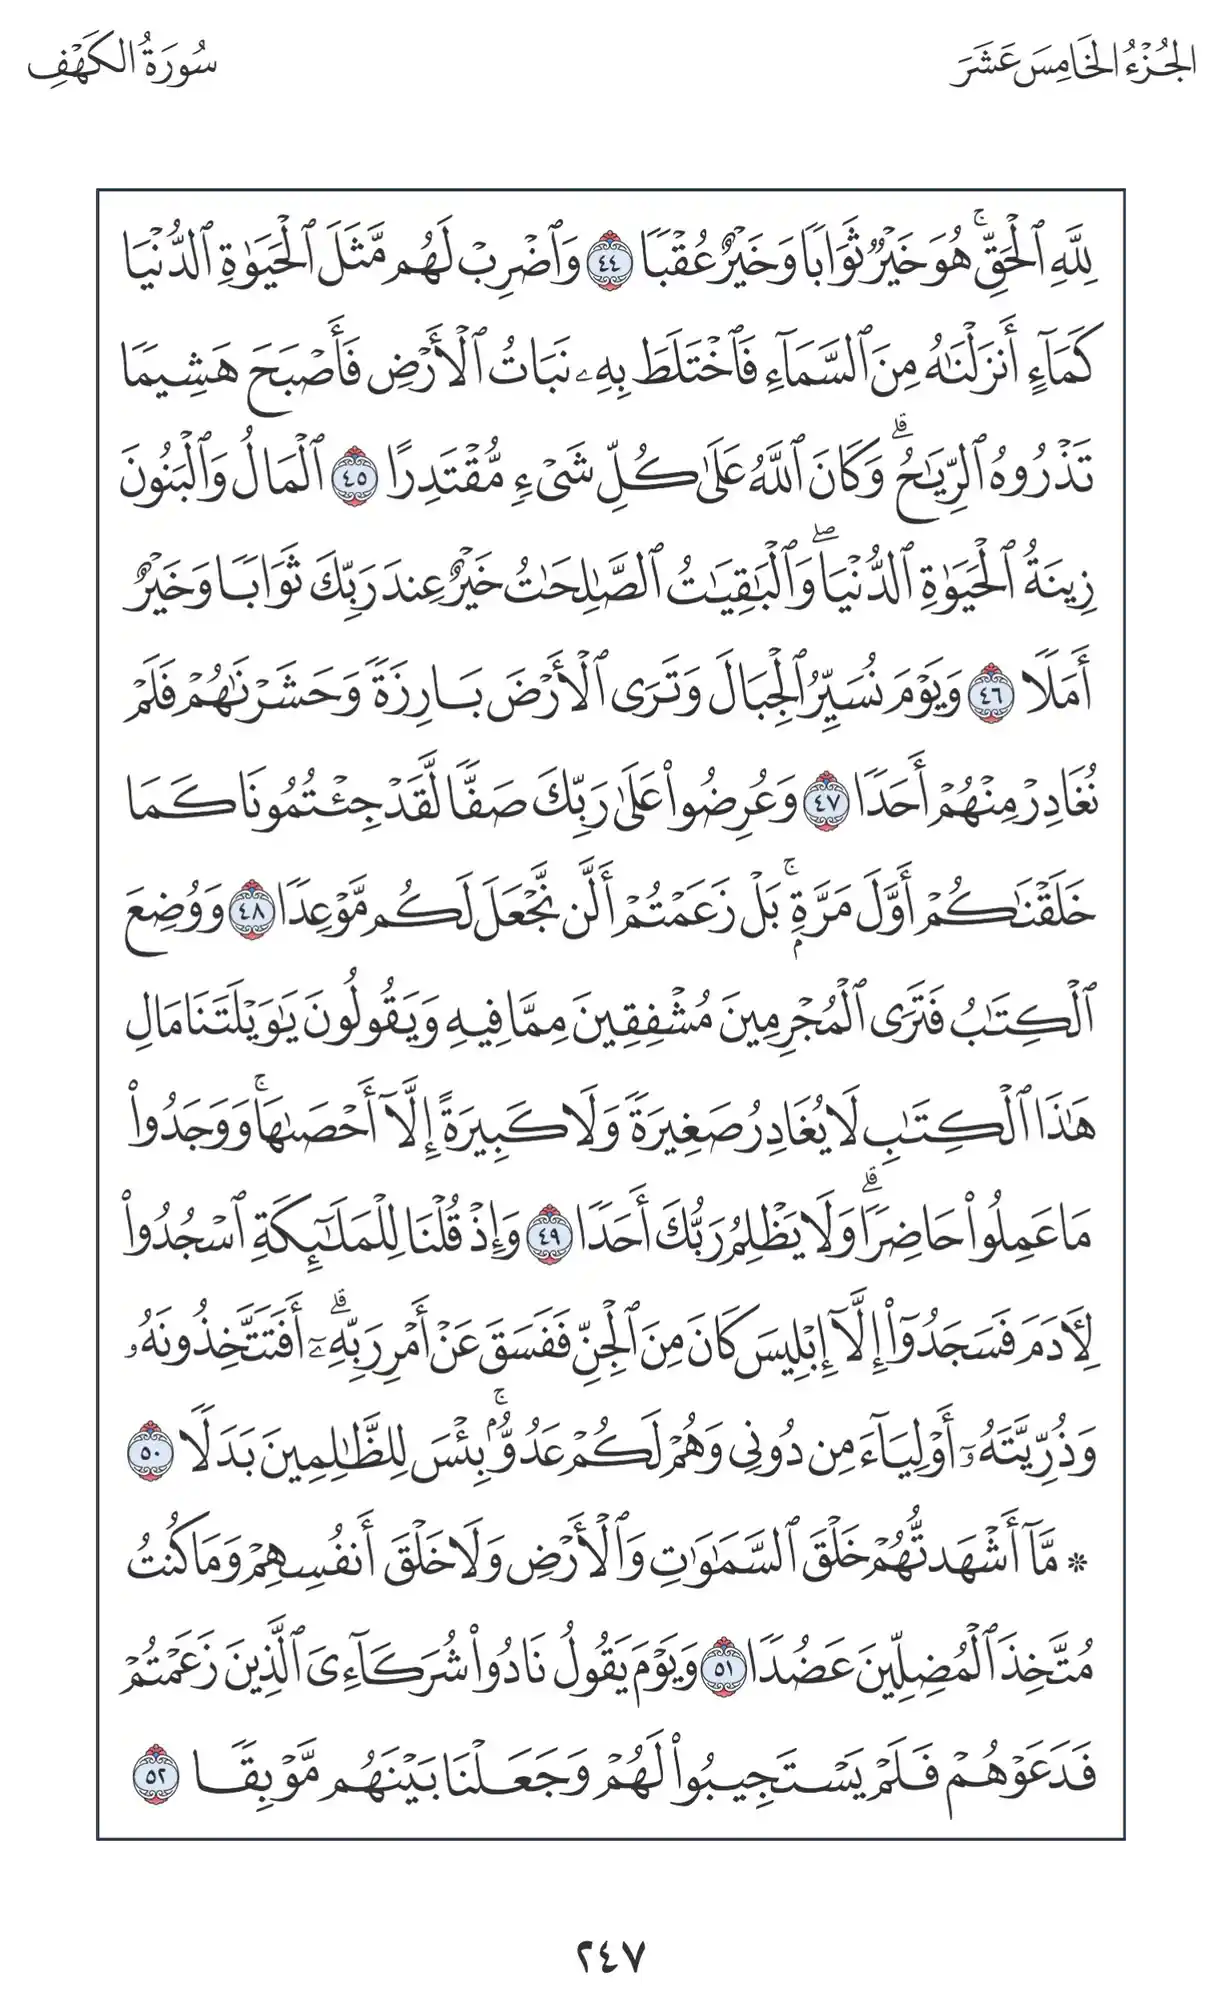 الجُزْءُ الخَامِسَ عَشَرَ
سُورَةُ الكَهْفِ
لِلَّهِ ٱلْحَقِّۚ هُوَ خَيْرٞ ثَوَابٗا وَخَيْرٌ عُقْبٗا ٤٤ وَٱضْرِبْ لَهُم مَّثَلَ ٱلْحَيَوٰةِ ٱلدُّنْيَا
كَمَآءٍ أَنزَلْنَٰهُ مِنَ ٱلسَّمَآءِ فَٱخْتَلَطَ بِهِۦ نَبَاتُ ٱلْأَرْضِ فَأَصْبَحَ هَشِيمٗا
تَذْرُوهُ ٱلرِّيَٰحُۗ وَكَانَ ٱللَّهُ عَلَىٰ كُلِّ شَيْءٖ مُّقْتَدِرًا ٤٥ ٱلْمَالُ وَٱلْبَنُونَ
زِينَةُ ٱلْحَيَوٰةِ ٱلدُّنْيَاۖ وَٱلْبَٰقِيَٰتُ ٱلصَّٰلِحَٰتُ خَيْرٌ عِندَ رَبِّكَ ثَوَابٗا وَخَيْرٌ
أَمَلٗا ٤٦ وَيَوْمَ نُسَيِّرُ ٱلْجِبَالَ وَتَرَى ٱلْأَرْضَ بَارِزَةٗ وَحَشَرْنَٰهُمْ فَلَمْ
نُغَادِرْ مِنْهُمْ أَحَدٗا ٤٧ وَعُرِضُوا۟ عَلَىٰ رَبِّكَ صَفّٗا لَّقَدْ جِئْتُمُونَا كَمَا
خَلَقْنَٰكُمْ أَوَّلَ مَرَّةِۭۚ بَلْ زَعَمْتُمْ أَلَّن نَّجْعَلَ لَكُم مَّوْعِدٗا ٤٨ وَوُضِعَ
ٱلْكِتَٰبُ فَتَرَى ٱلْمُجْرِمِينَ مُشْفِقِينَ مِمَّا فِيهِ وَيَقُولُونَ يَٰوَيْلَتَنَا مَالِ
هَٰذَا ٱلْكِتَٰبِ لَا يُغَادِرُ صَغِيرَةٗ وَلَا كَبِيرَةً إِلَّآ أَحْصَىٰهَاۚ وَوَجَدُوا۟
مَا عَمِلُوا۟ حَاضِرٗاۗ وَلَا يَظْلِمُ رَبُّكَ أَحَدٗا ٤٩ وَإِذْ قُلْنَا لِلْمَلَٰٓئِكَةِ ٱسْجُدُوا۟
لِأٓدَمَ فَسَجَدُوٓا۟ إِلَّآ إِبْلِيسَ كَانَ مِنَ ٱلْجِنِّ فَفَسَقَ عَنْ أَمْرِ رَبِّهِۦٓۗ أَفَتَتَّخِذُونَهُۥ
وَذُرِّيَّتَهُۥٓ أَوْلِيَآءَ مِن دُونِي وَهُمْ لَكُمْ عَدُوُّۢۚ بِئْسَ لِلظَّٰلِمِينَ بَدَلٗا ٥٠
۞ مَّآ أَشْهَدتُّهُمْ خَلْقَ ٱلسَّمَٰوَٰتِ وَٱلْأَرْضِ وَلَا خَلْقَ أَنفُسِهِمْ وَمَا كُنتُ
مُتَّخِذَ ٱلْمُضِلِّينَ عَضُدٗا ٥١ وَيَوْمَ يَقُولُ نَادُوا۟ شُرَكَآءِيَ ٱلَّذِينَ زَعَمْتُمْ
فَدَعَوْهُمْ فَلَمْ يَسْتَجِيبُوا۟ لَهُمْ وَجَعَلْنَا بَيْنَهُم مَّوْبِقٗا ٥٢
٢٤٧